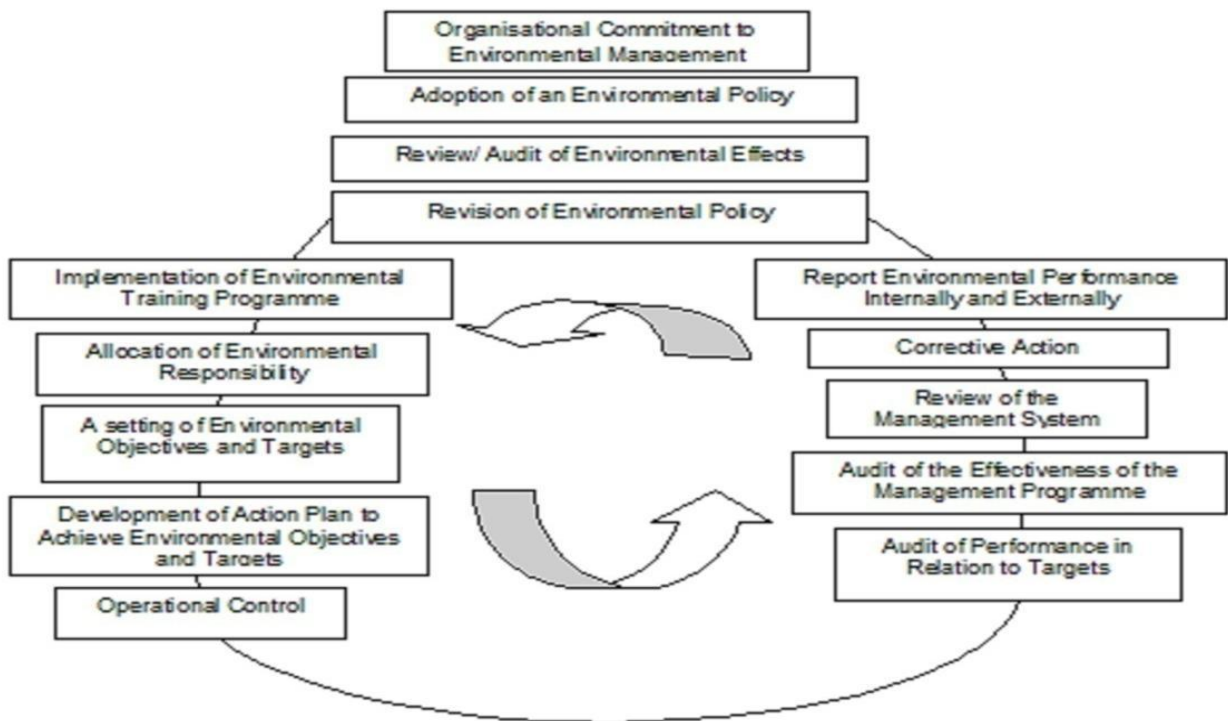 Organisational Commitment to
Environmental Management
Adoption of an Environmental Policy
Review/ Audit of Environmental Effects
Revision of Environmental Policy
Implementation of Environmental
Training Programme
Allocation of Environmental
Responsibility
A setting of Environmental
Objectives and Targets
Development of Action Plan to
Achieve Environmental Objectives
and Targets
Operational Control
Report Environmental Performance
Internally and Externally
Corrective Action
Review of the
Management System
Audit of the Effectiveness of the
Management Programme
Audit of Performance in
Relation to Targets